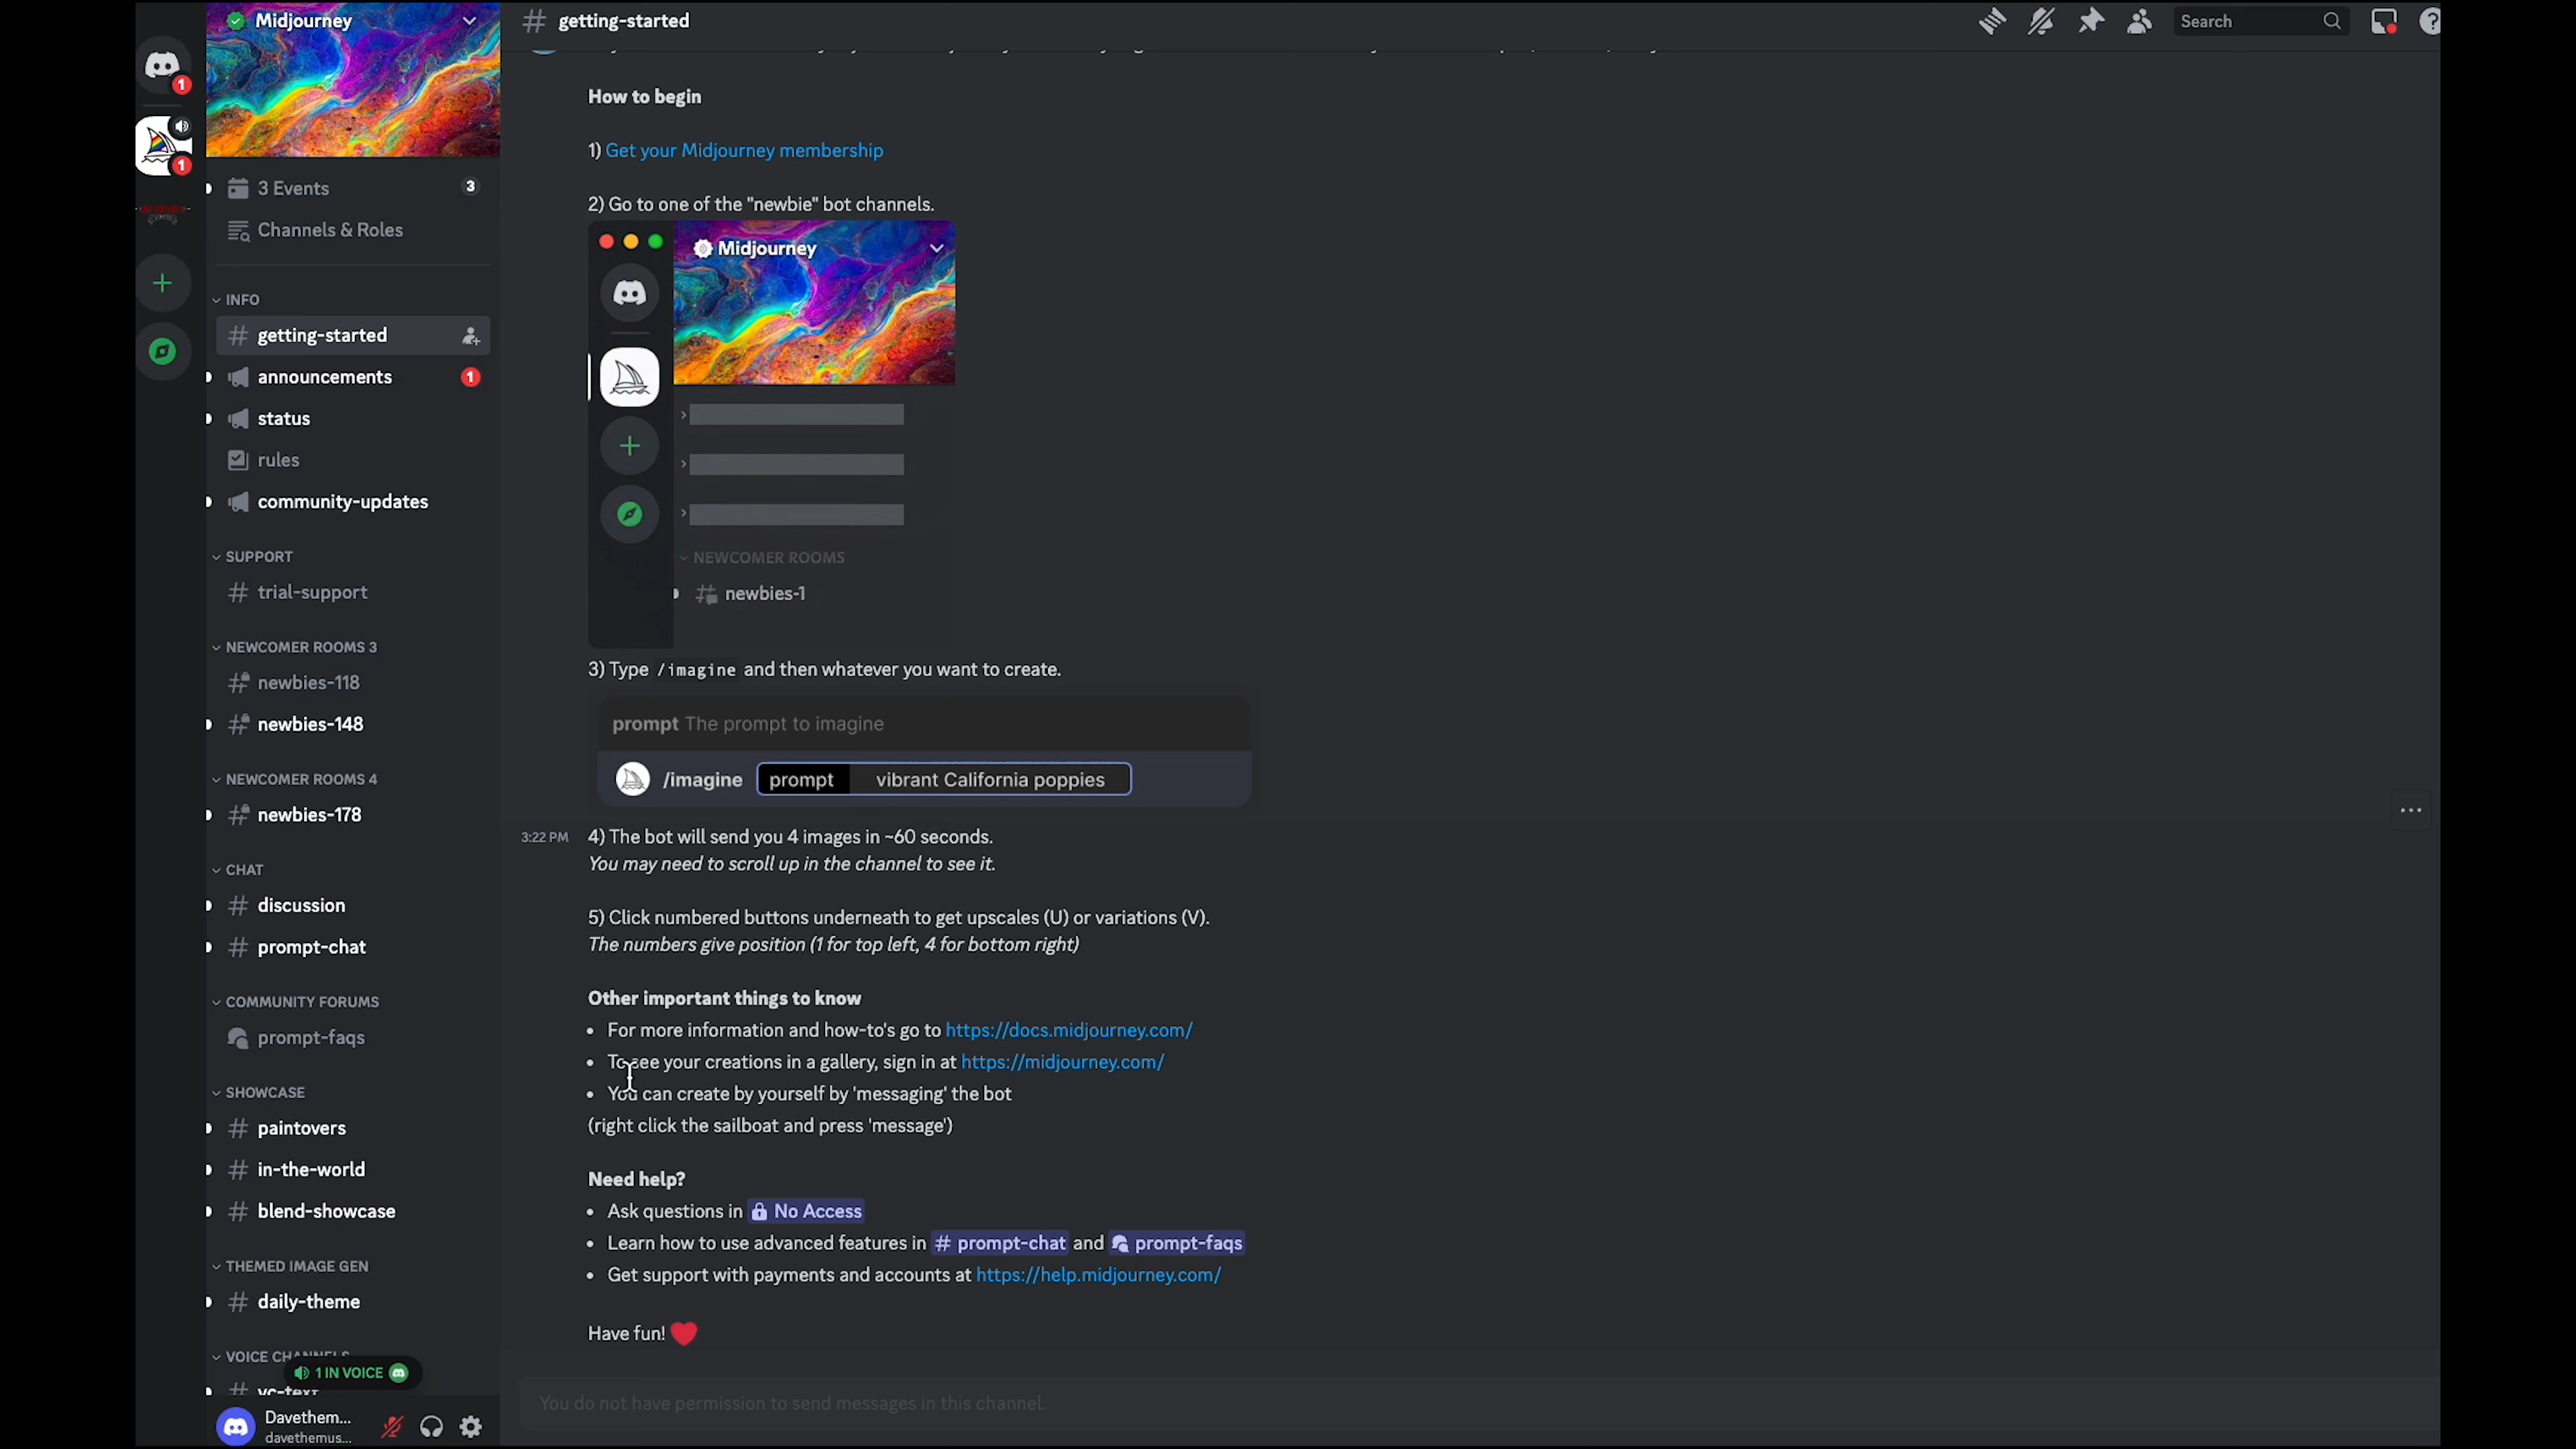 Midjourney
3 Events
3
Channels & Roles
INFO
getting-started
announcements
1
status
rules
community-updates
SUPPORT
trial-support
NEWCOMER ROOMS 3
newbies-118
newbies-148
NEWCOMER ROOMS 4
newbies-178
CHAT
discussion
prompt-chat
COMMUNITY FORUMS
prompt-faqs
SHOWCASE
paintovers
in-the-world
blend-showcase
THEMED IMAGE GEN
daily-theme
VOICE CHANNELS
1 IN VOICE
vc-text
Davethem...
davethemus...
1
1
# getting-started
Search
How to begin
1) Get your Midjourney membership
2) Go to one of the "newbie" bot channels.
Midjourney
NEWCOMER ROOMS
newbies-1
3) Type /imagine and then whatever you want to create.
prompt The prompt to imagine
/imagine prompt vibrant California poppies
3:22 PM
4) The bot will send you 4 images in ~60 seconds.
You may need to scroll up in the channel to see it.
5) Click numbered buttons underneath to get upscales (U) or variations (V).
The numbers give position (1 for top left, 4 for bottom right)
Other important things to know
• For more information and how-to's go to https://docs.midjourney.com/
• To see your creations in a gallery, sign in at https://midjourney.com/
• You can create by yourself by 'messaging' the bot
(right click the sailboat and press 'message')
Need help?
• Ask questions in No Access
• Learn how to use advanced features in # prompt-chat and prompt-faqs
• Get support with payments and accounts at https://help.midjourney.com/
Have fun! ❤️
You do not have permission to send messages in this channel.